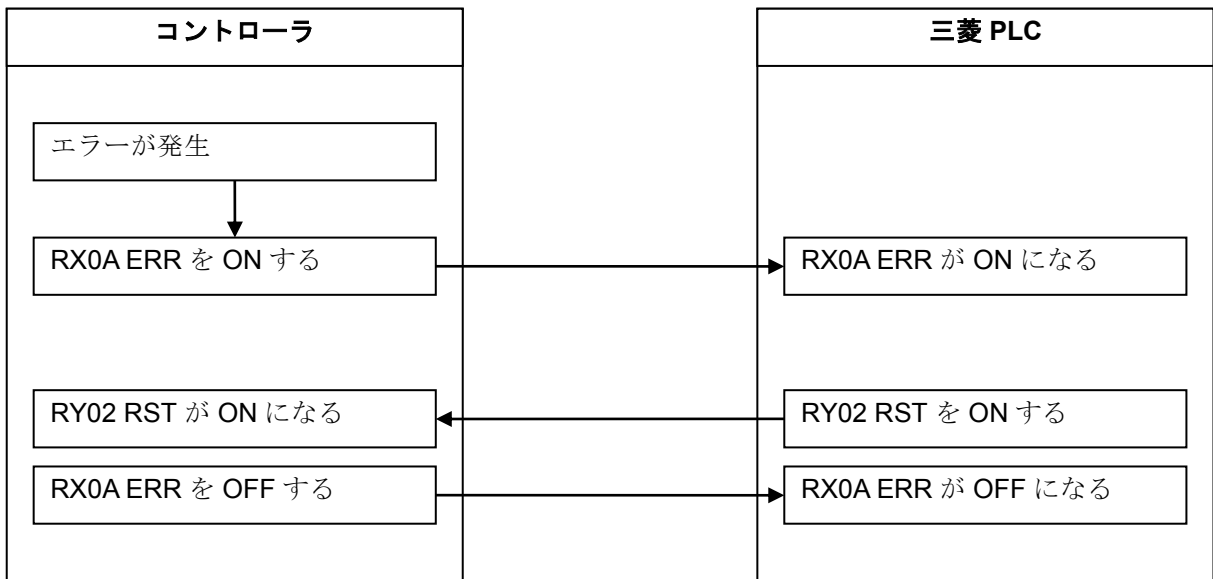 コントローラ
三菱 PLC
エラーが発生
RX0A ERR を ON する
RX0A ERR が ON になる
RY02 RST が ON になる
RY02 RST を ON する
RX0A ERR を OFF する
RX0A ERR が OFF になる